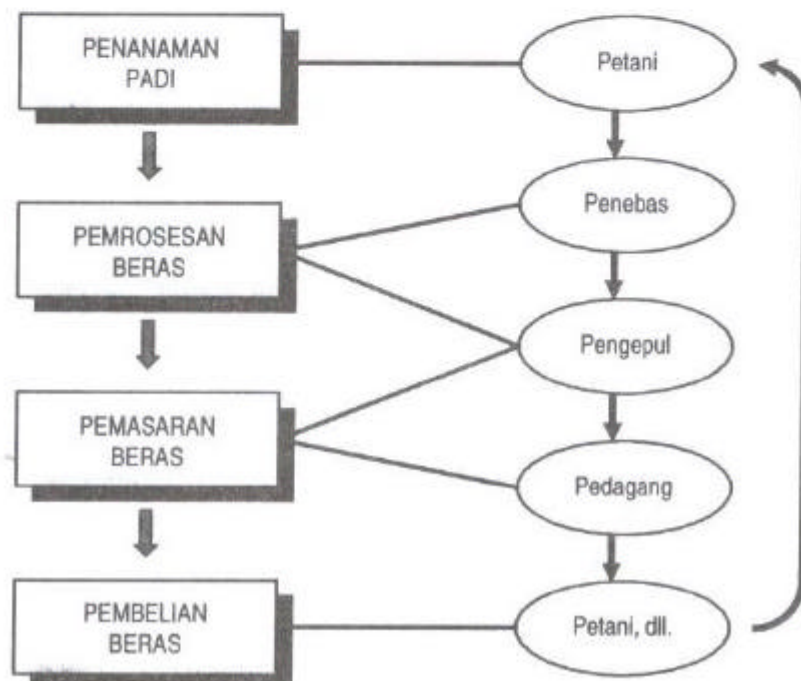 PENANAMAN
PADI
Petani
Penebas
PEMROSESAN
BERAS
Pengepul
PEMASARAN
BERAS
Pedagang
PEMBELIAN
BERAS
Petani, dll.